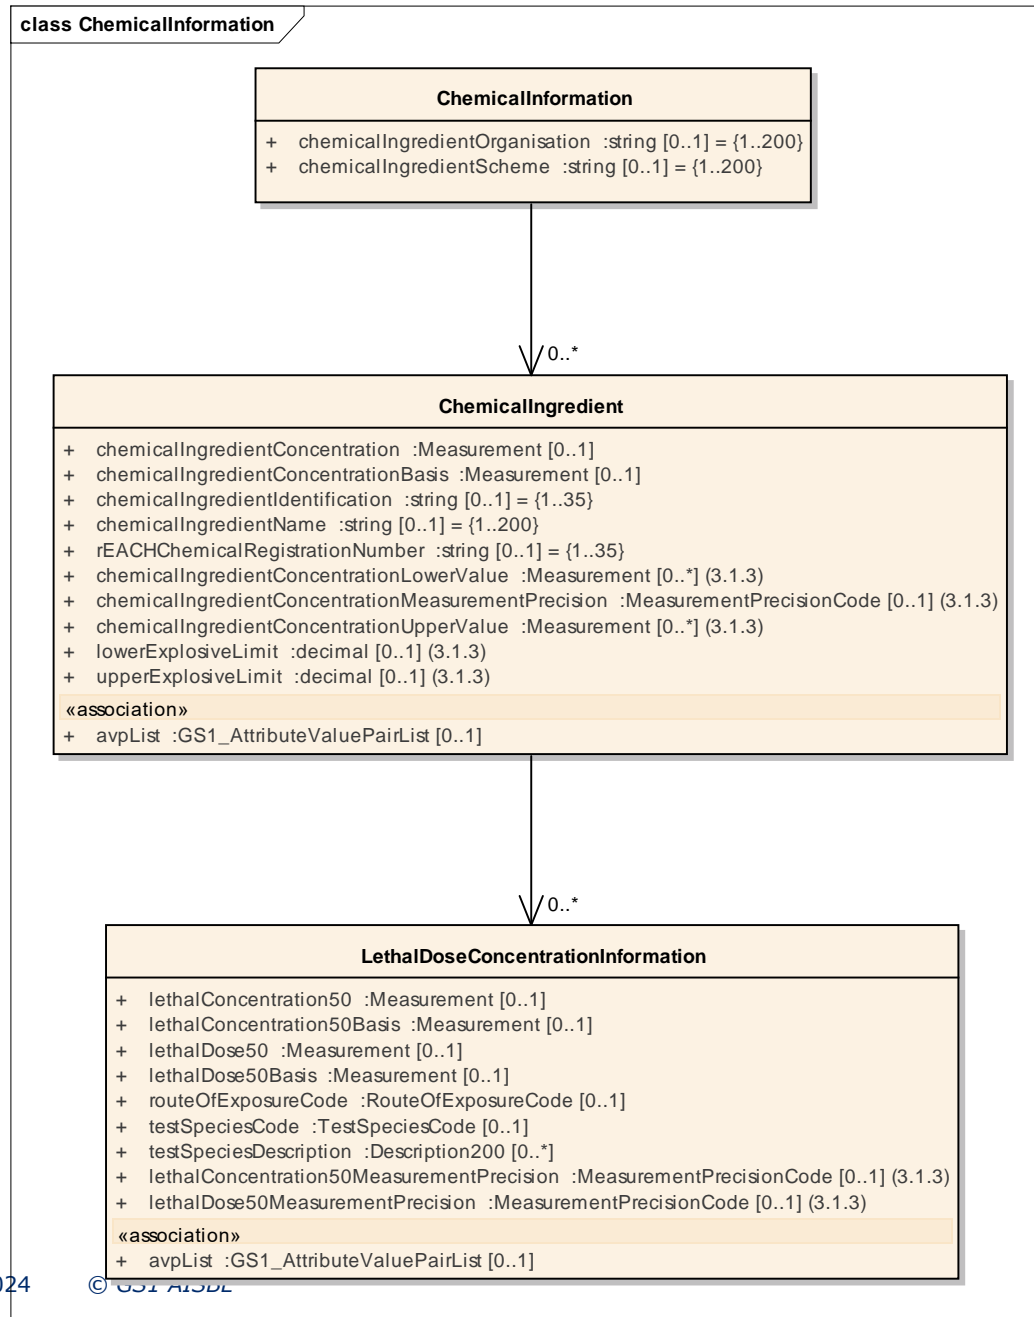 class ChemicalInformation
ChemicalInformation
+ chemicalIngredientOrganisation :string [0..1] = {1..200}
+ chemicalIngredientScheme :string [0..1] = {1..200}
0..*
ChemicalIngredient
+ chemicalIngredientConcentration :Measurement [0..1]
+ chemicalIngredientConcentrationBasis :Measurement [0..1]
+ chemicalIngredientIdentification :string [0..1] = {1..35}
+ chemicalIngredientName :string [0..1] = {1..200}
+ rEACHChemicalRegistrationNumber :string [0..1] = {1..35}
+ chemicalIngredientConcentrationLowerValue :Measurement [0..*] (3.1.3)
+ chemicalIngredientConcentrationMeasurementPrecision :MeasurementPrecisionCode [0..1] (3.1.3)
+ chemicalIngredientConcentrationUpperValue :Measurement [0..*] (3.1.3)
+ lowerExplosiveLimit :decimal [0..1] (3.1.3)
+ upperExplosiveLimit :decimal [0..1] (3.1.3)
«association»
+ avpList :GS1_AttributeValuePairList [0..1]
0..*
LethalDoseConcentrationInformation
+ lethalConcentration50 :Measurement [0..1]
+ lethalConcentration50Basis :Measurement [0..1]
+ lethalDose50 :Measurement [0..1]
+ lethalDose50Basis :Measurement [0..1]
+ routeOfExposureCode :RouteOfExposureCode [0..1]
+ testSpeciesCode :TestSpeciesCode [0..1]
+ testSpeciesDescription :Description200 [0..*]
+ lethalConcentration50MeasurementPrecision :MeasurementPrecisionCode [0..1] (3.1.3)
+ lethalDose50MeasurementPrecision :MeasurementPrecisionCode [0..1] (3.1.3)
«association»
+ avpList :GS1_AttributeValuePairList [0..1]
24 © GS1 AISBL